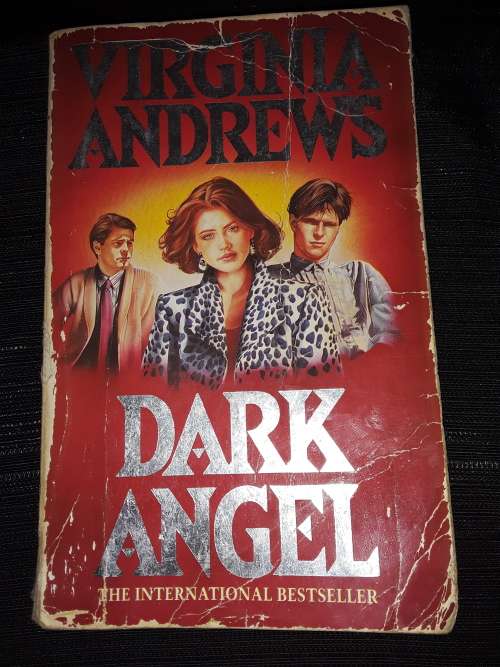 VIRGINIA
ANDREWS
DARK
ANGEL
THE INTERNATIONAL BESTSELLER